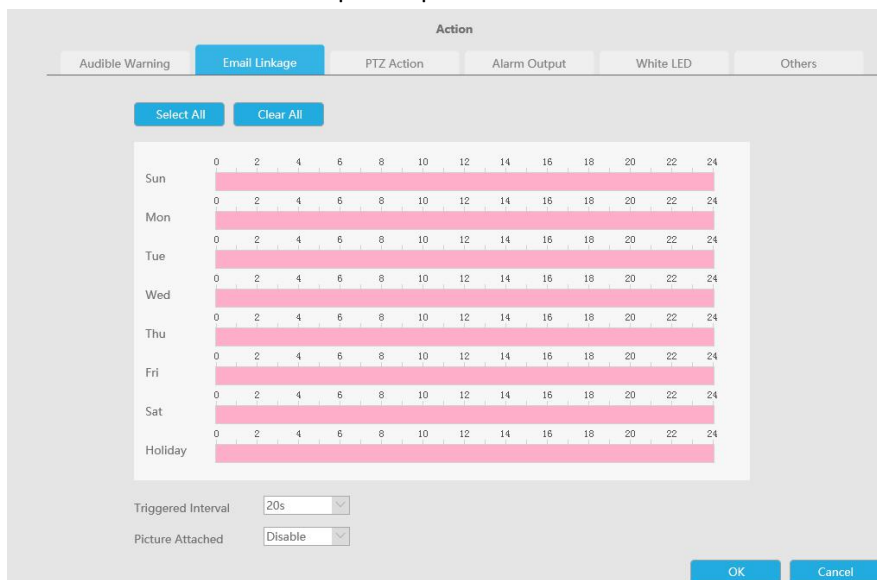 Action
Audible Warning Email Linkage PTZ Action Alarm Output White LED Others
Select All Clear All
0 2 4 6 8 10 12 14 16 18 20 22 24
Sun
0 2 4 6 8 10 12 14 16 18 20 22 24
Mon
0 2 4 6 8 10 12 14 16 18 20 22 24
Tue
0 2 4 6 8 10 12 14 16 18 20 22 24
Wed
0 2 4 6 8 10 12 14 16 18 20 22 24
Thu
0 2 4 6 8 10 12 14 16 18 20 22 24
Fri
0 2 4 6 8 10 12 14 16 18 20 22 24
Sat
0 2 4 6 8 10 12 14 16 18 20 22 24
Holiday
Triggered Interval 20s
Picture Attached Disable
OK Cancel